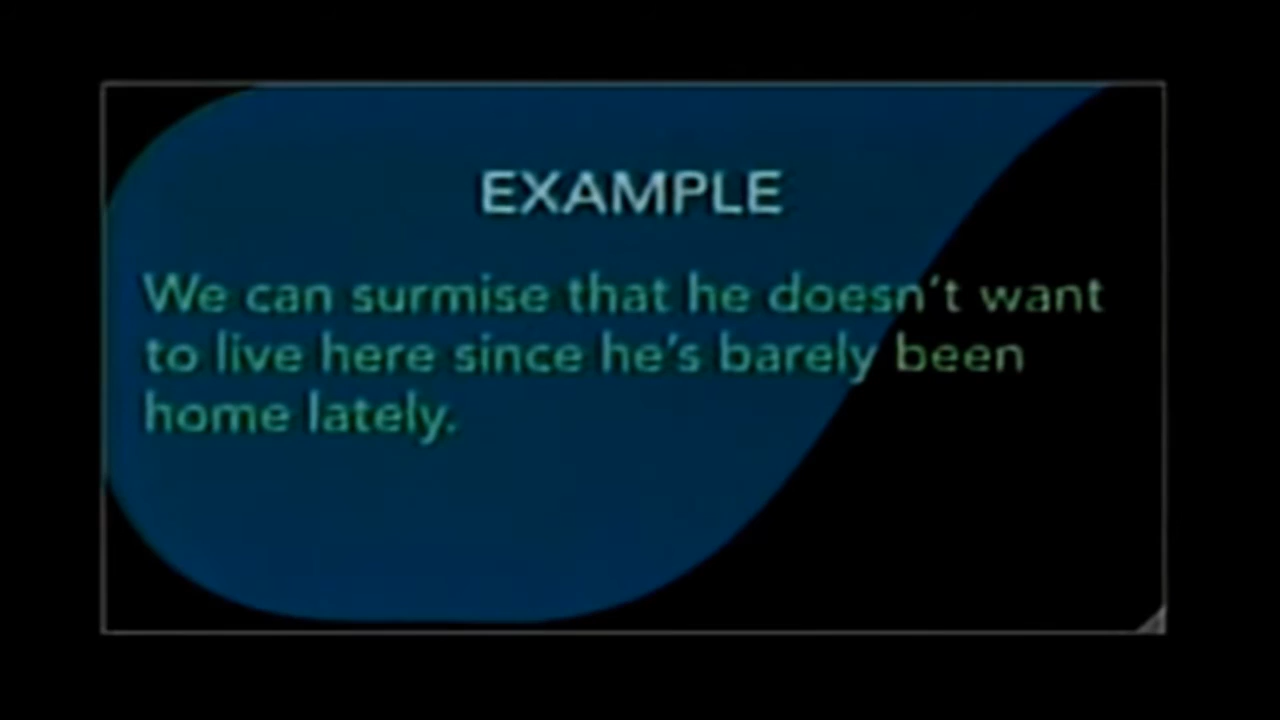 EXAMPLE
We can surmise that he doesn't want
to live here since he's barely been
home lately.